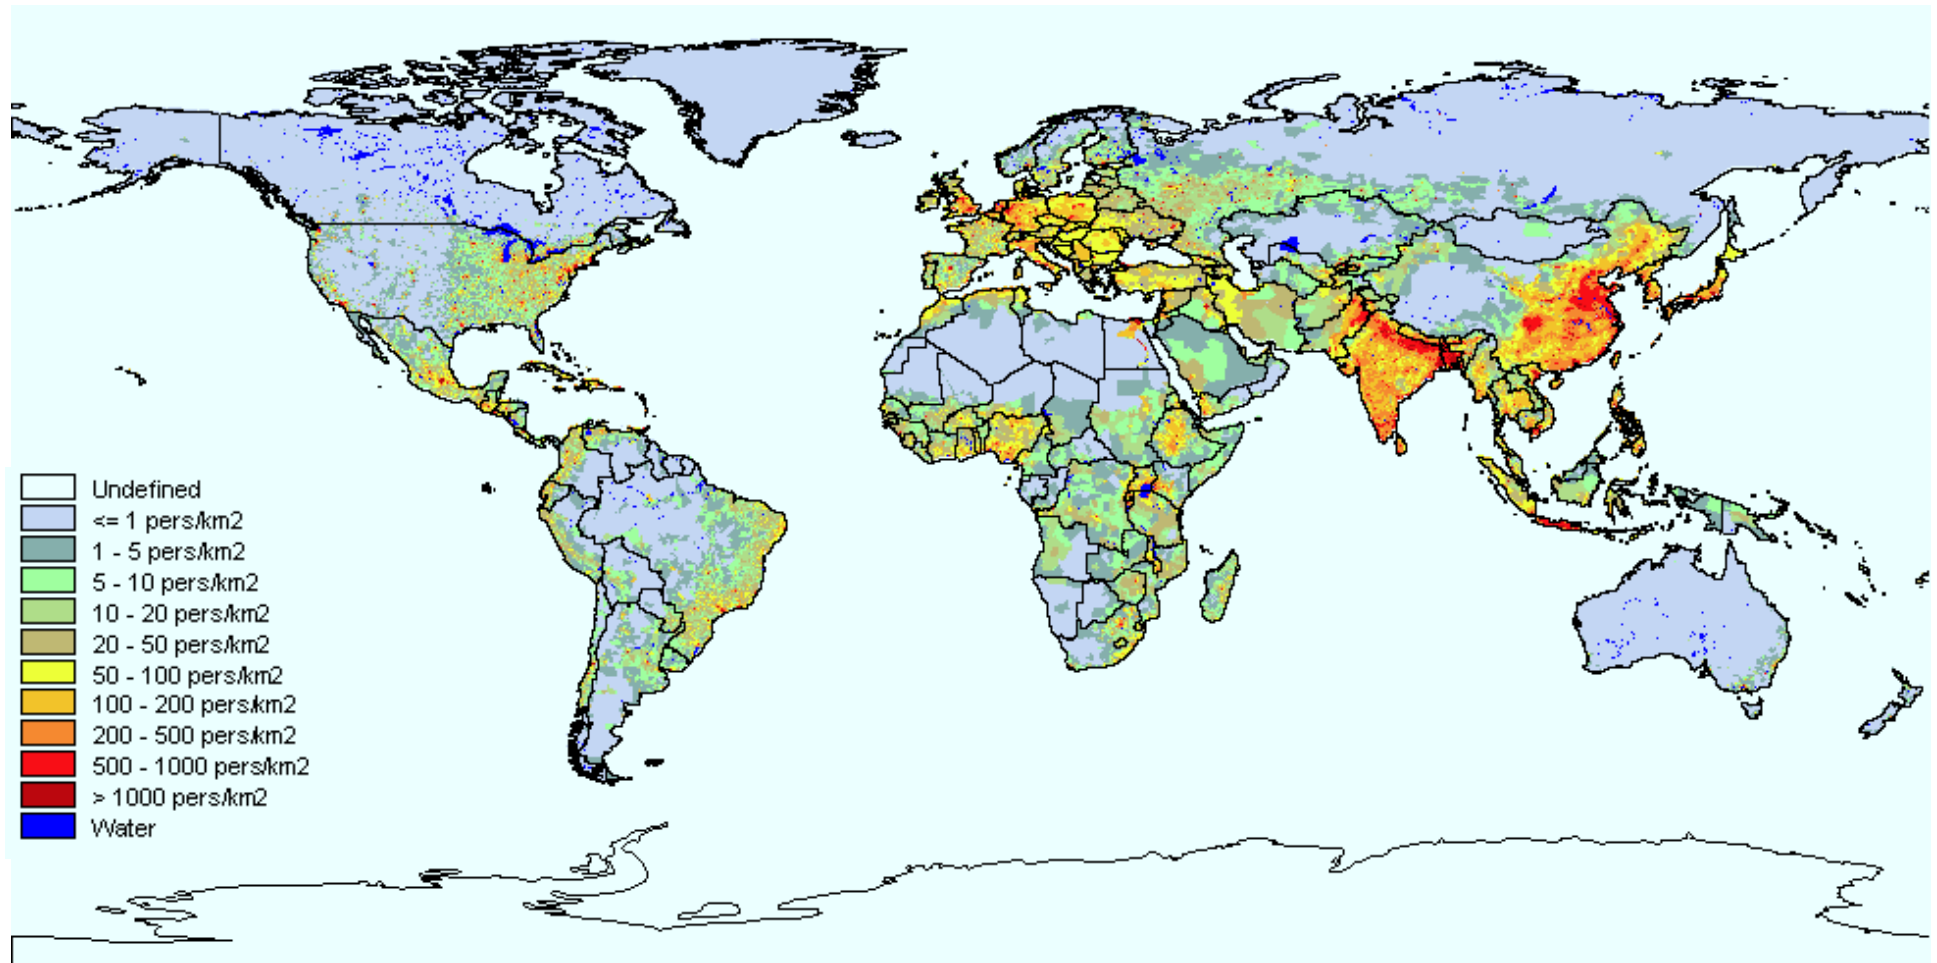 Undefined
<= 1 pers/km2
1 - 5 pers/km2
5 - 10 pers/km2
10 - 20 pers/km2
20 - 50 pers/km2
50 - 100 pers/km2
100 - 200 pers/km2
200 - 500 pers/km2
500 - 1000 pers/km2
> 1000 pers/km2
Water